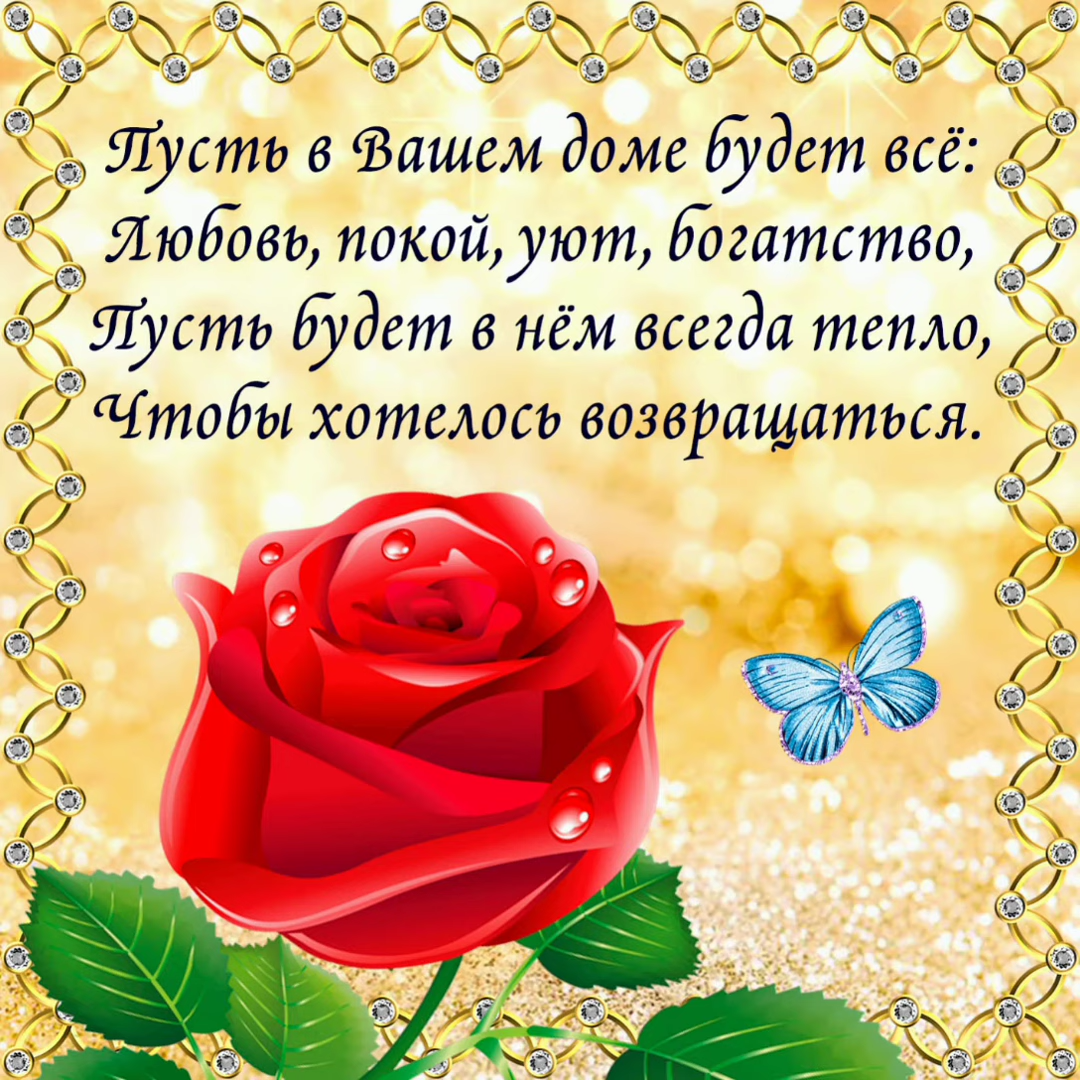 Пусть в Вашем доме будет всё:
Любовь, покой, уют, богатство,
Пусть будет в нём всегда тепло,
Чтобы хотелось возвращаться.